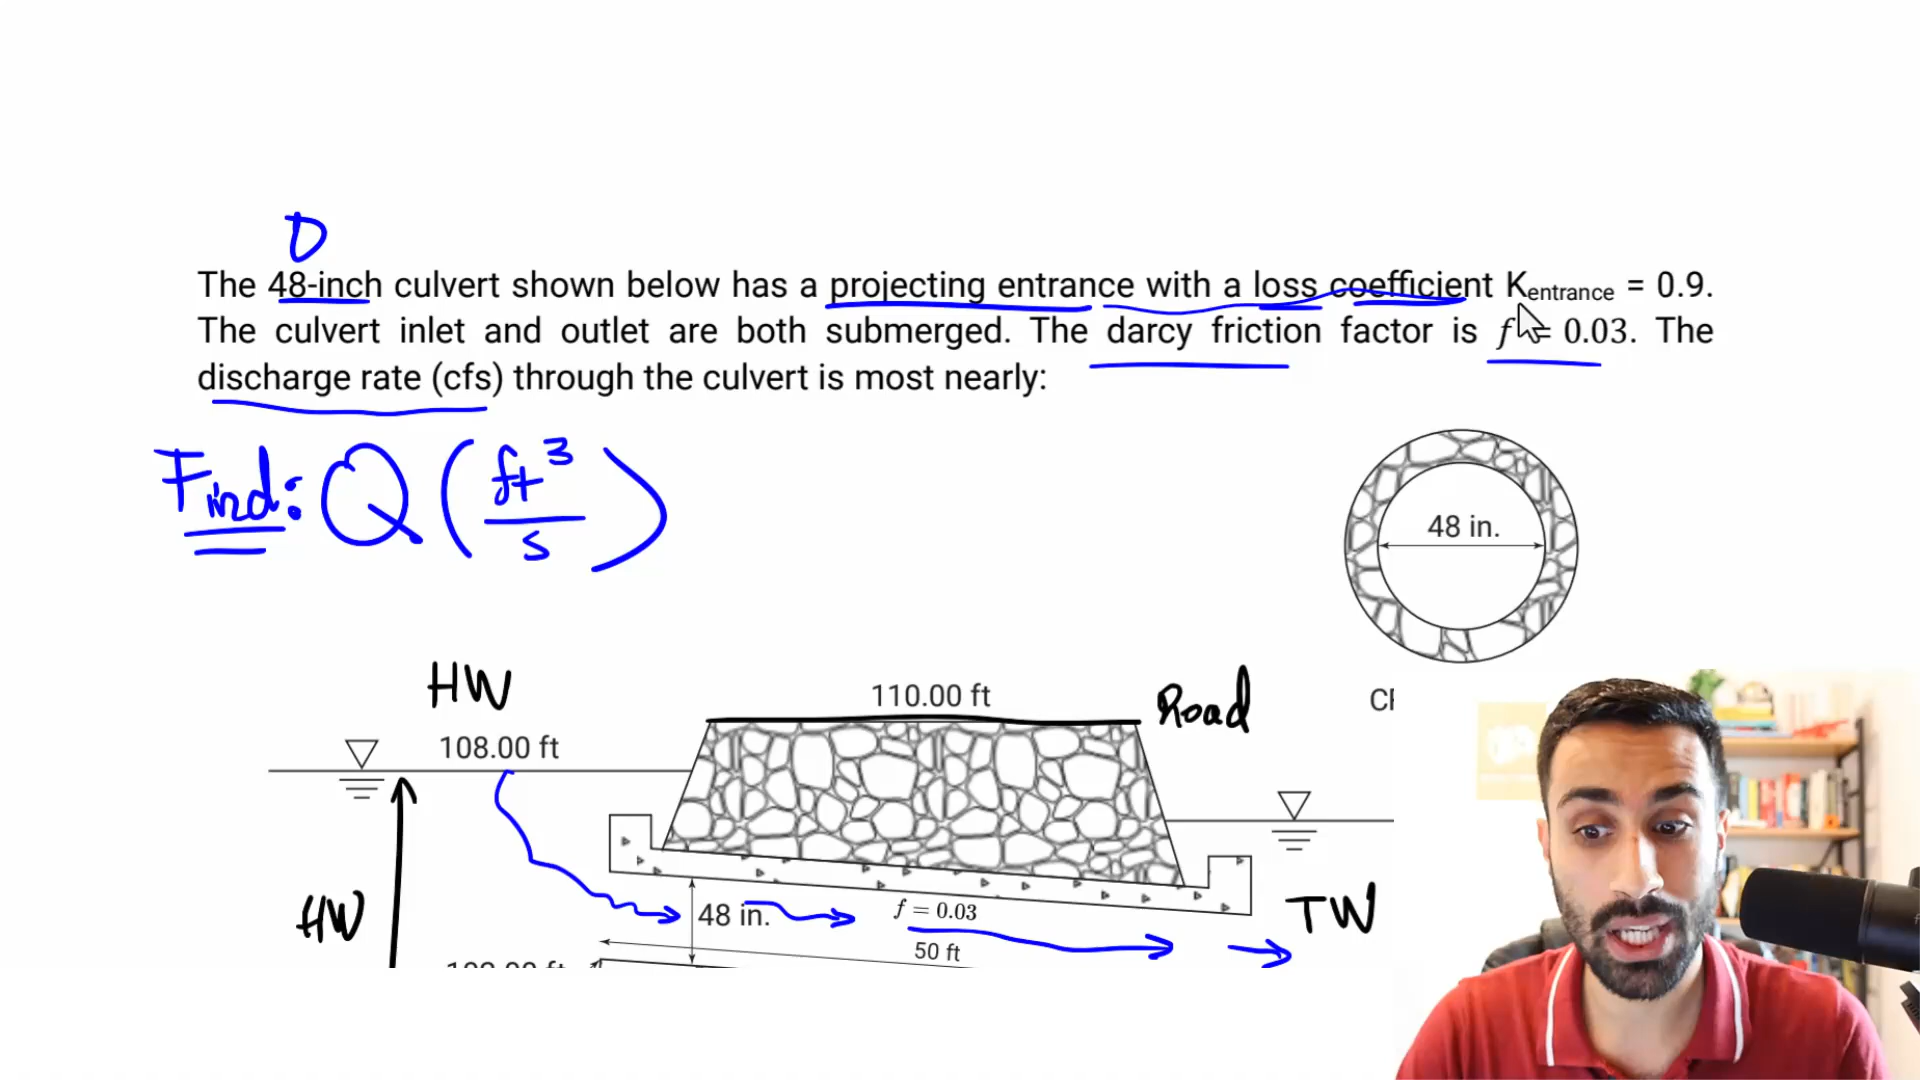 D
The 48-inch culvert shown below has a projecting entrance with a loss coefficient Kentrance = 0.9.
The culvert inlet and outlet are both submerged. The darcy friction factor is f = 0.03. The
discharge rate (cfs) through the culvert is most nearly:
Find: Q (ft³/s)
48 in.
HW
110.00 ft
Road
108.00 ft
HW
48 in.
f = 0.03
50 ft
TW